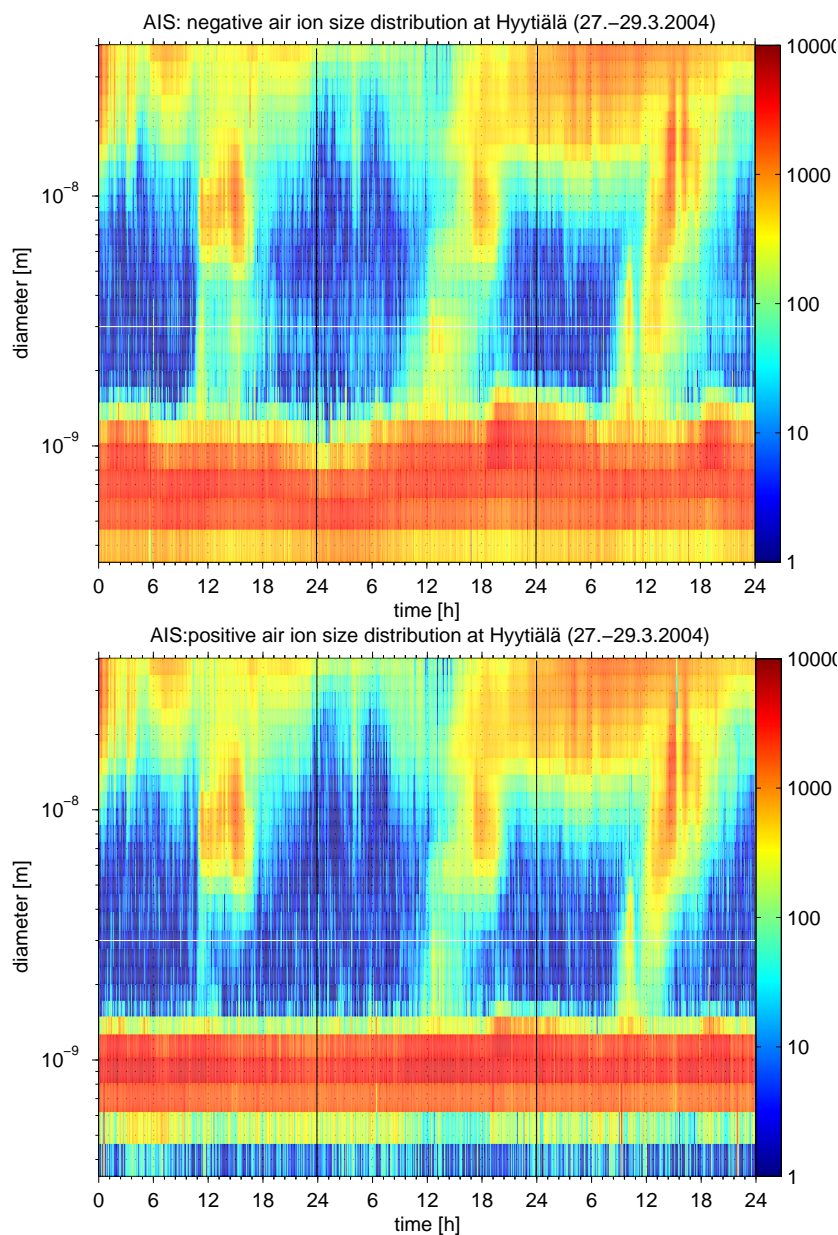 AIS: negative air ion size distribution at Hyytiälä (27.−29.3.2004)
10000
1000
100
10
1
10−8
10−9
diameter [m]
0 6 12 18 24 6 12 18 24 6 12 18 24
time [h]
AIS:positive air ion size distribution at Hyytiälä (27.−29.3.2004)
10000
1000
100
10
1
10−8
10−9
diameter [m]
0 6 12 18 24 6 12 18 24 6 12 18 24
time [h]